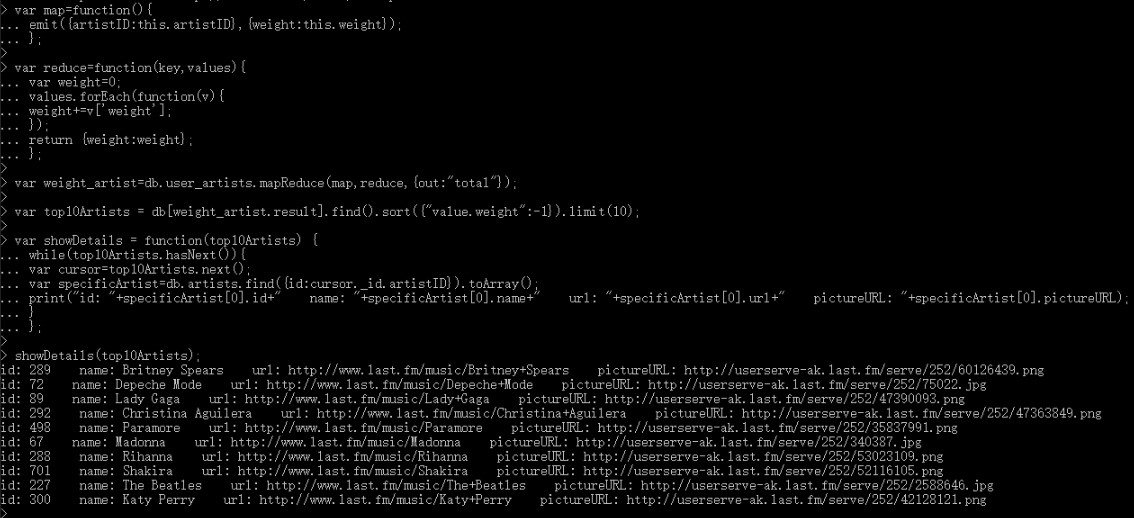 > var map=function(){
... emit({artistID:this.artistID},{weight:this.weight});
... };
>
> var reduce=function(key,values){
... var weight=0;
... values.forEach(function(v){
... weight+=v['weight'];
... });
... return {weight:weight};
... };
>
> var weight_artist=db.user_artists.mapReduce(map,reduce,{out:"total"});
>
> var top10Artists = db[weight_artist.result].find().sort({"value.weight":-1}).limit(10);
>
> var showDetails = function(top10Artists) {
... while(top10Artists.hasNext()){
... var cursor=top10Artists.next();
... var specificArtist=db.artists.find({id:cursor._id.artistID}).toArray();
... print("id: "+specificArtist[0].id+"    name: "+specificArtist[0].name+"    url: "+specificArtist[0].url+"    pictureURL: "+specificArtist[0].pictureURL);
... }
... };
>
> showDetails(top10Artists);
id: 289    name: Britney Spears    url: http://www.last.fm/music/Britney+Spears    pictureURL: http://userserve-ak.last.fm/serve/252/60126439.png
id: 72    name: Depeche Mode    url: http://www.last.fm/music/Depeche+Mode    pictureURL: http://userserve-ak.last.fm/serve/252/75022.jpg
id: 89    name: Lady Gaga    url: http://www.last.fm/music/Lady+Gaga    pictureURL: http://userserve-ak.last.fm/serve/252/47390093.png
id: 292    name: Christina Aguilera    url: http://www.last.fm/music/Christina+Aguilera    pictureURL: http://userserve-ak.last.fm/serve/252/47363849.png
id: 498    name: Paramore    url: http://www.last.fm/music/Paramore    pictureURL: http://userserve-ak.last.fm/serve/252/35837991.png
id: 67    name: Madonna    url: http://www.last.fm/music/Madonna    pictureURL: http://userserve-ak.last.fm/serve/252/340387.jpg
id: 288    name: Rihanna    url: http://www.last.fm/music/Rihanna    pictureURL: http://userserve-ak.last.fm/serve/252/53023109.png
id: 701    name: Shakira    url: http://www.last.fm/music/Shakira    pictureURL: http://userserve-ak.last.fm/serve/252/52116105.png
id: 227    name: The Beatles    url: http://www.last.fm/music/The+Beatles    pictureURL: http://userserve-ak.last.fm/serve/252/2588646.jpg
id: 300    name: Katy Perry    url: http://www.last.fm/music/Katy+Perry    pictureURL: http://userserve-ak.last.fm/serve/252/42128121.png
>